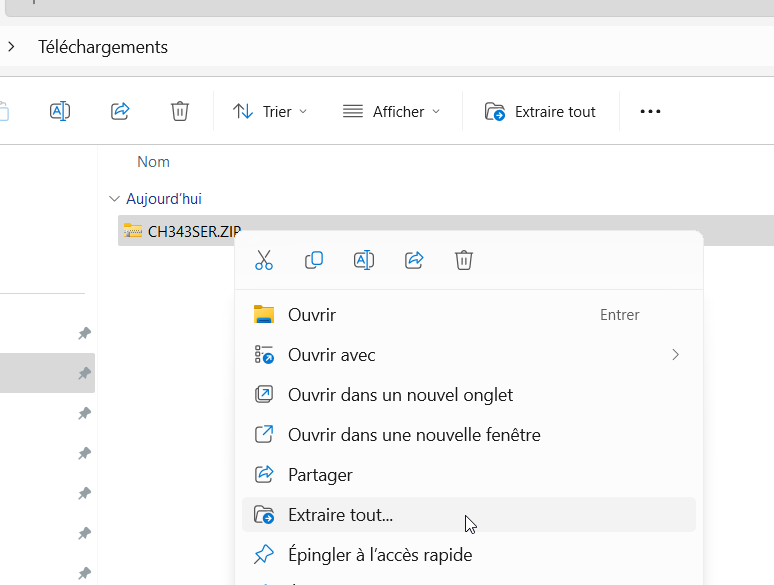 Téléchargements
Trier
Afficher
Extraire tout
Nom
Aujourd’hui
CH343SER.ZIP
Ouvrir Entrer
Ouvrir avec
Ouvrir dans un nouvel onglet
Ouvrir dans une nouvelle fenêtre
Partager
Extraire tout...
Épingler à l’accès rapide